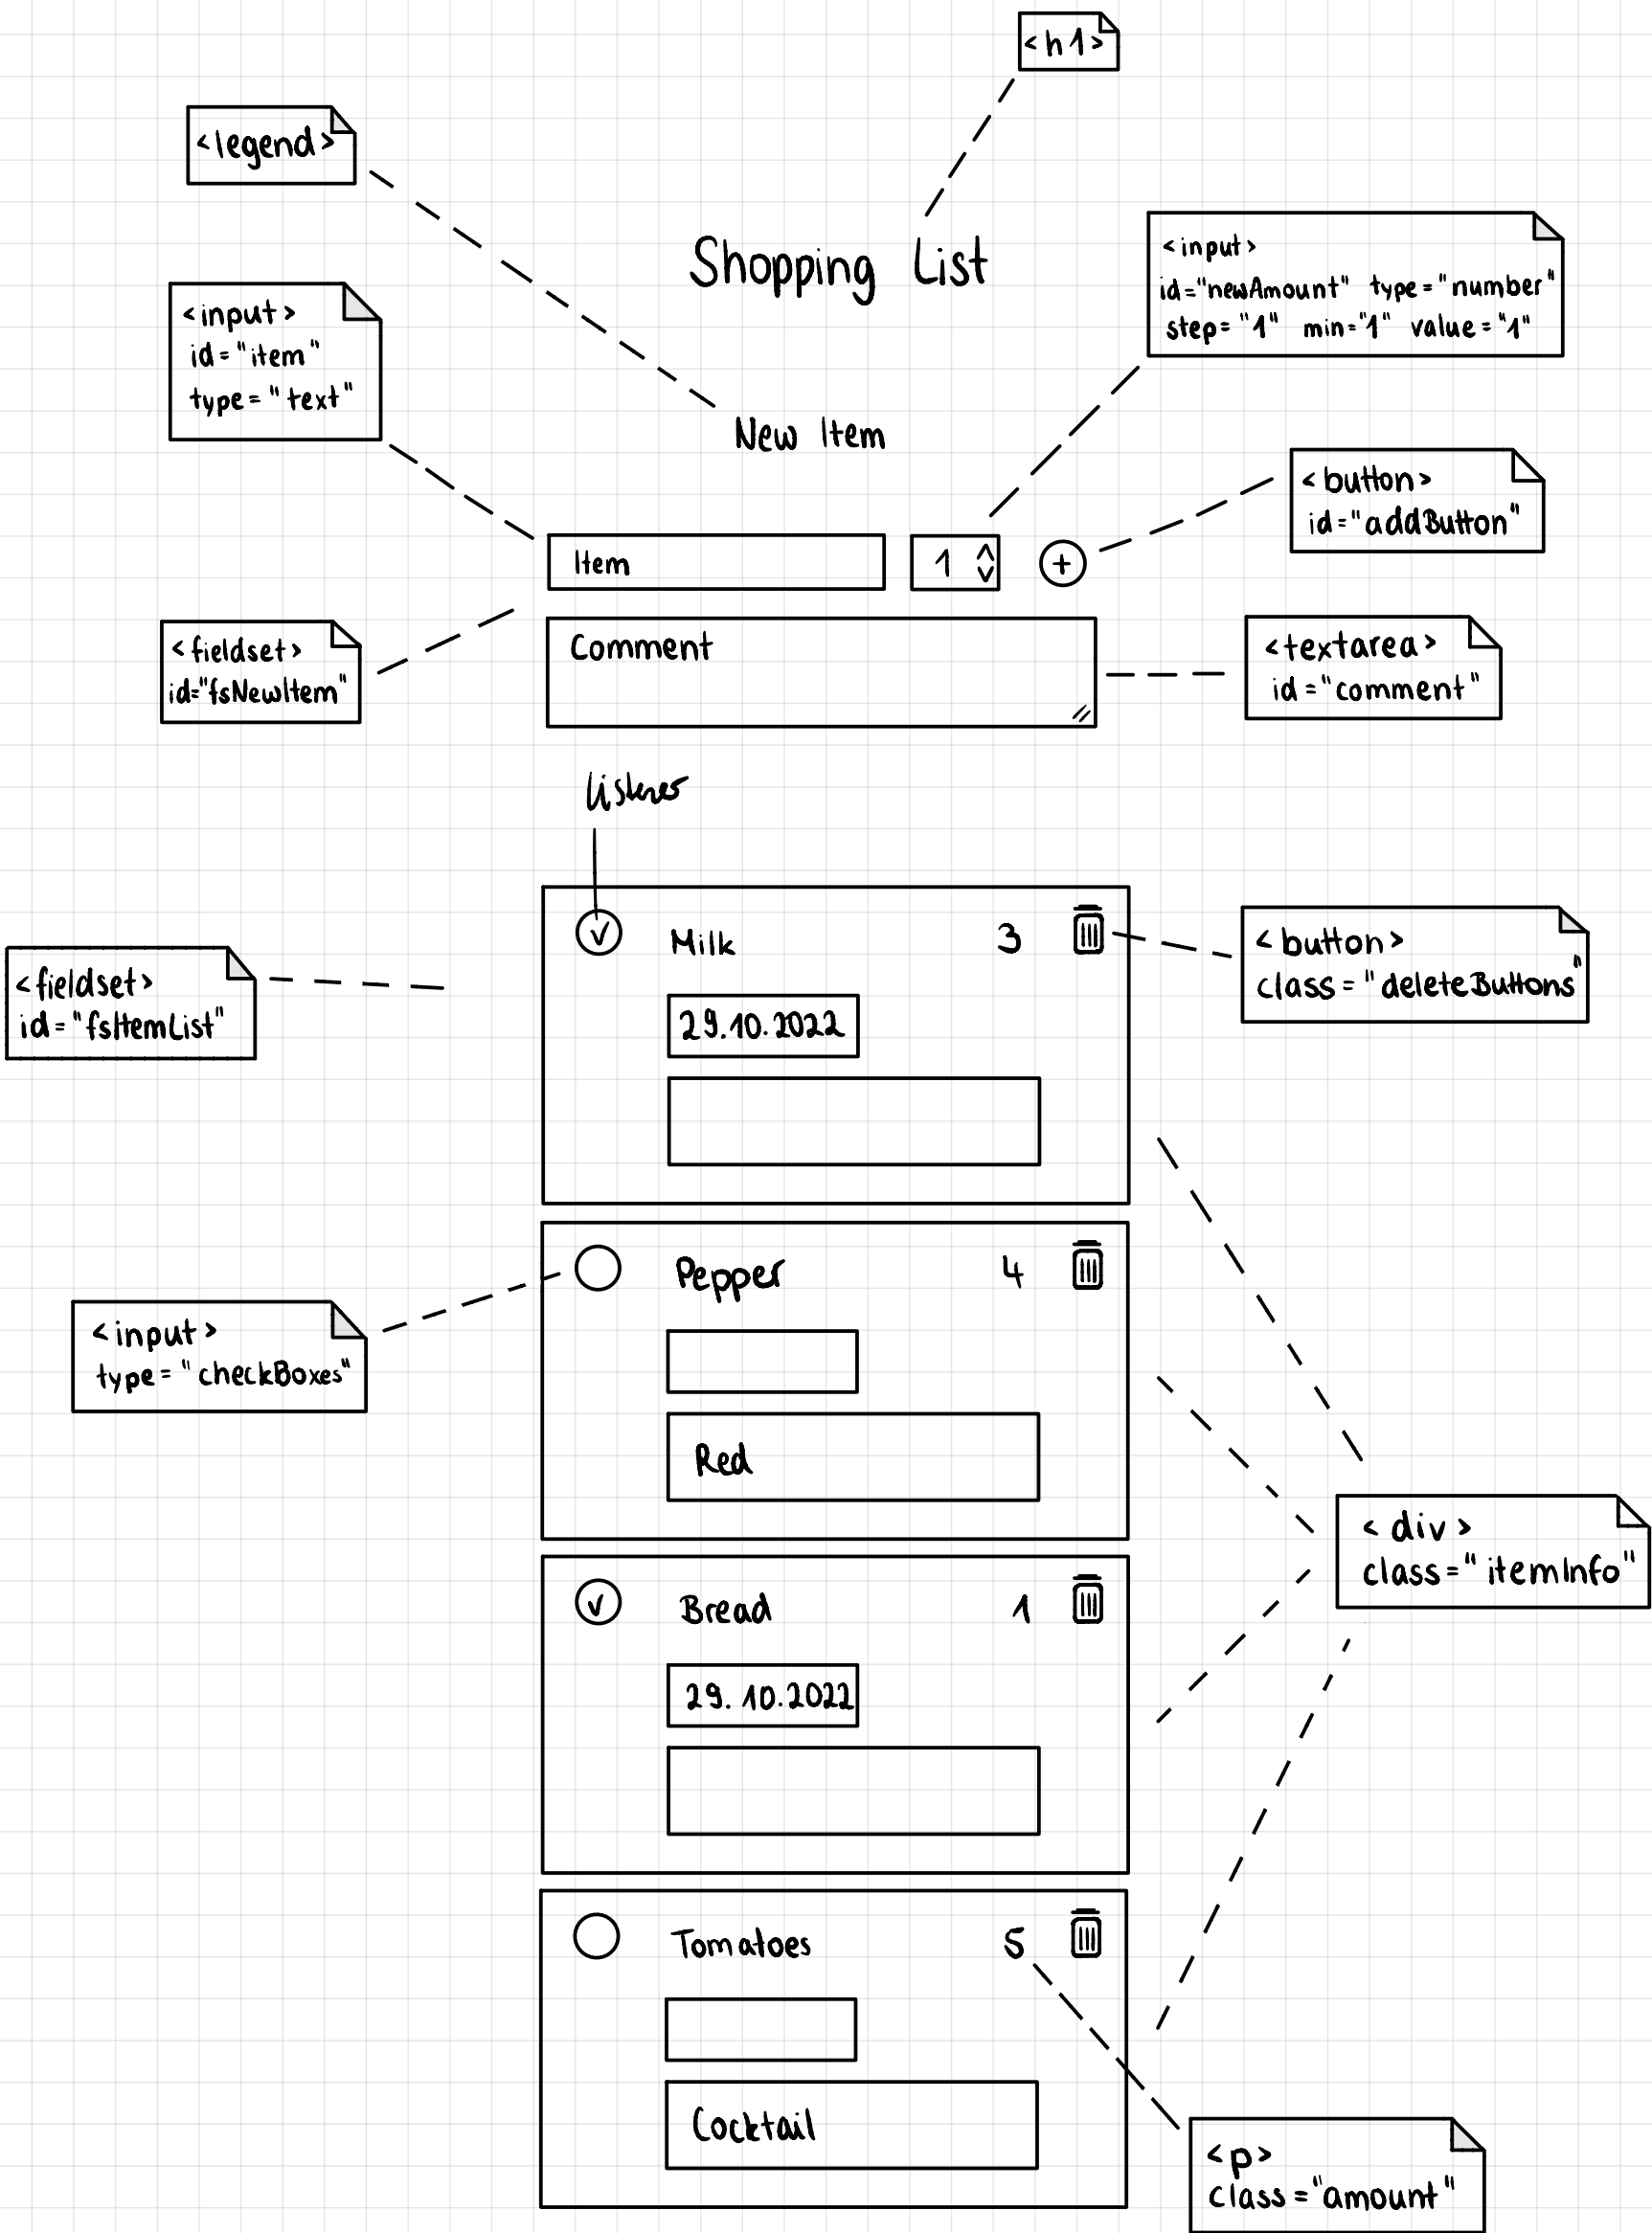 <h1>
<legend>
Shopping List
<input>
id="newAmount" type="number"
step="1" min="1" value="1"
<input>
id="item"
type="text"
New Item
<button>
id="addButton"
Item
1
+
<fieldset>
id="fsNewItem"
Comment
<textarea>
id="comment"
Listener
Milk 3
<button>
class="deleteButtons"
<fieldset>
id="fsItemList"
29.10.2022
Pepper 4
<input>
type="checkBoxes"
Red
<div>
class="itemInfo"
Bread 1
29.10.2022
Tomatoes 5
Cocktail
<p>
class="amount"